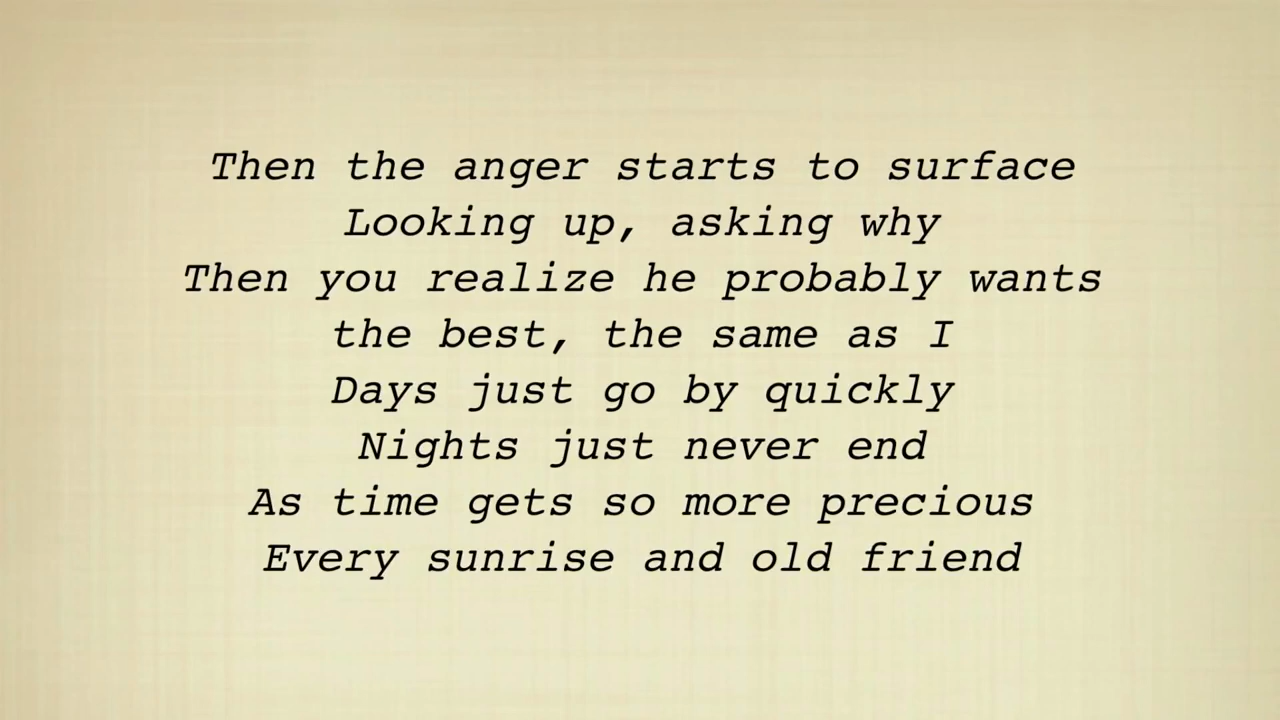 Then the anger starts to surface
Looking up, asking why
Then you realize he probably wants
the best, the same as I
Days just go by quickly
Nights just never end
As time gets so more precious
Every sunrise and old friend